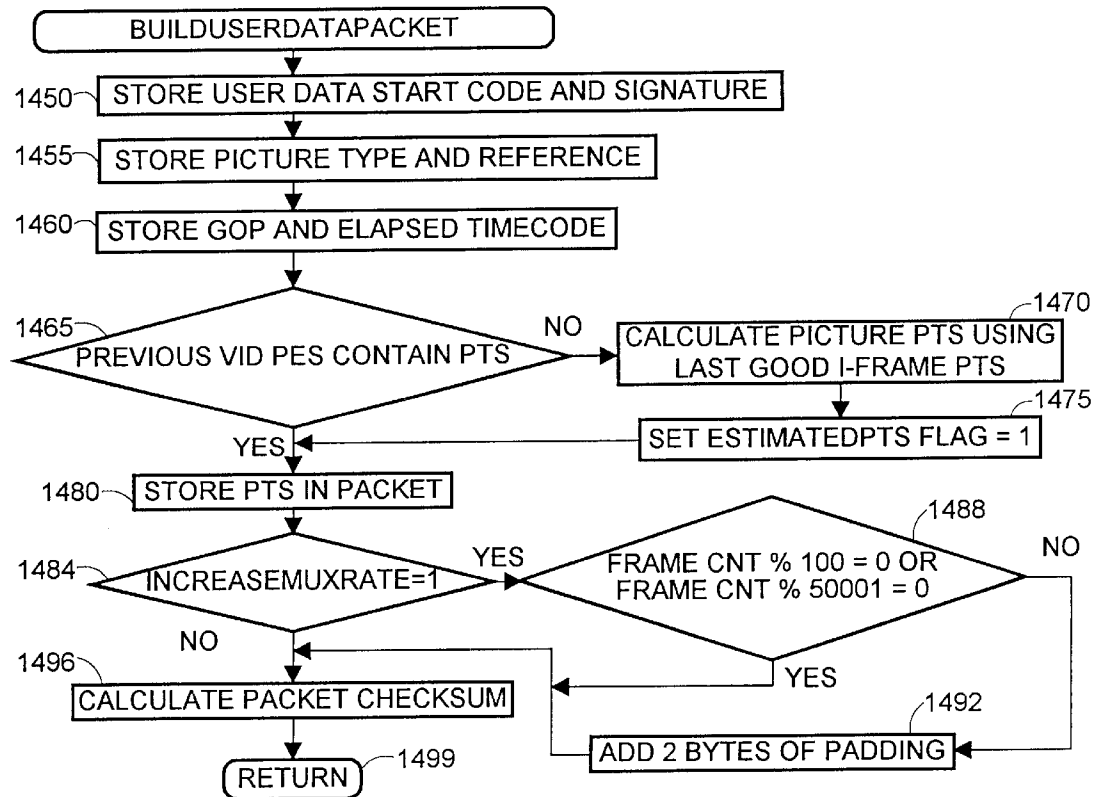 BUILDUSERDATAPACKET
1450
STORE USER DATA START CODE AND SIGNATURE
1455
STORE PICTURE TYPE AND REFERENCE
1460
STORE GOP AND ELAPSED TIMECODE
1465
PREVIOUS VID PES CONTAIN PTS
NO
1470
CALCULATE PICTURE PTS USING
LAST GOOD I-FRAME PTS
1475
SET ESTIMATEDPTS FLAG = 1
YES
1480
STORE PTS IN PACKET
1484
INCREASEMUXRATE=1
YES
1488
FRAME CNT % 100 = 0 OR
FRAME CNT % 50001 = 0
NO
NO
YES
1496
CALCULATE PACKET CHECKSUM
1492
ADD 2 BYTES OF PADDING
RETURN
1499